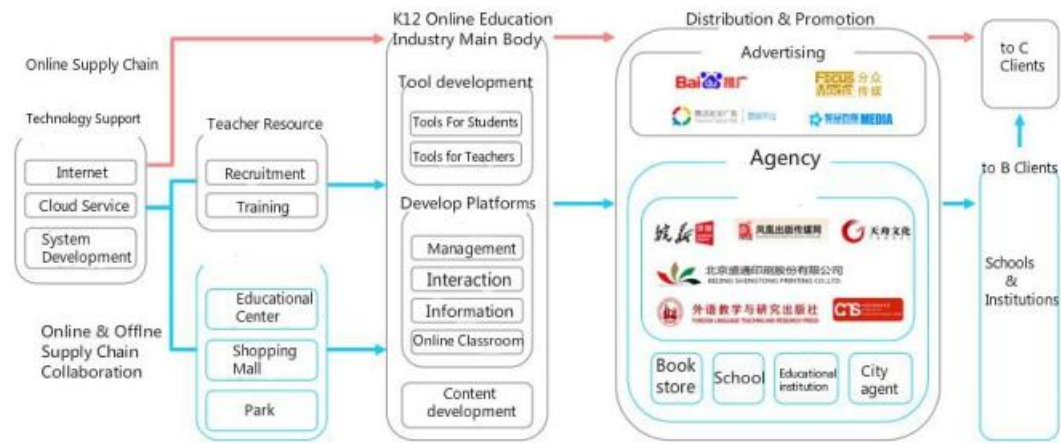 K12 Online Education
Industry Main Body
Distribution & Promotion
Online Supply Chain
Advertising
to C
Clients
Bai du 推广
Focus Media 分众传媒
MEDIA
Technology Support
Internet
Cloud Service
System
Development
Teacher Resource
Recruitment
Training
Tool development
Tools For Students
Tools for Teachers
Develop Platforms
Management
Interaction
Information
Online Classroom
Content
development
Educational
Center
Shopping
Mall
Park
Online & Offlne
Supply Chain
Collaboration
Agency
皖新
凤凰出版传媒网
天舟文化
北京盛通印刷股份有限公司
BEIJING SHENGTONG PRINTING CO.LTD.
外语教学与研究出版社
FOREIGN LANGUAGE TEACHING AND RESEARCH PRESS
Book
store
School
Educational
institution
City
agent
to B Clients
Schools
&
Institutions